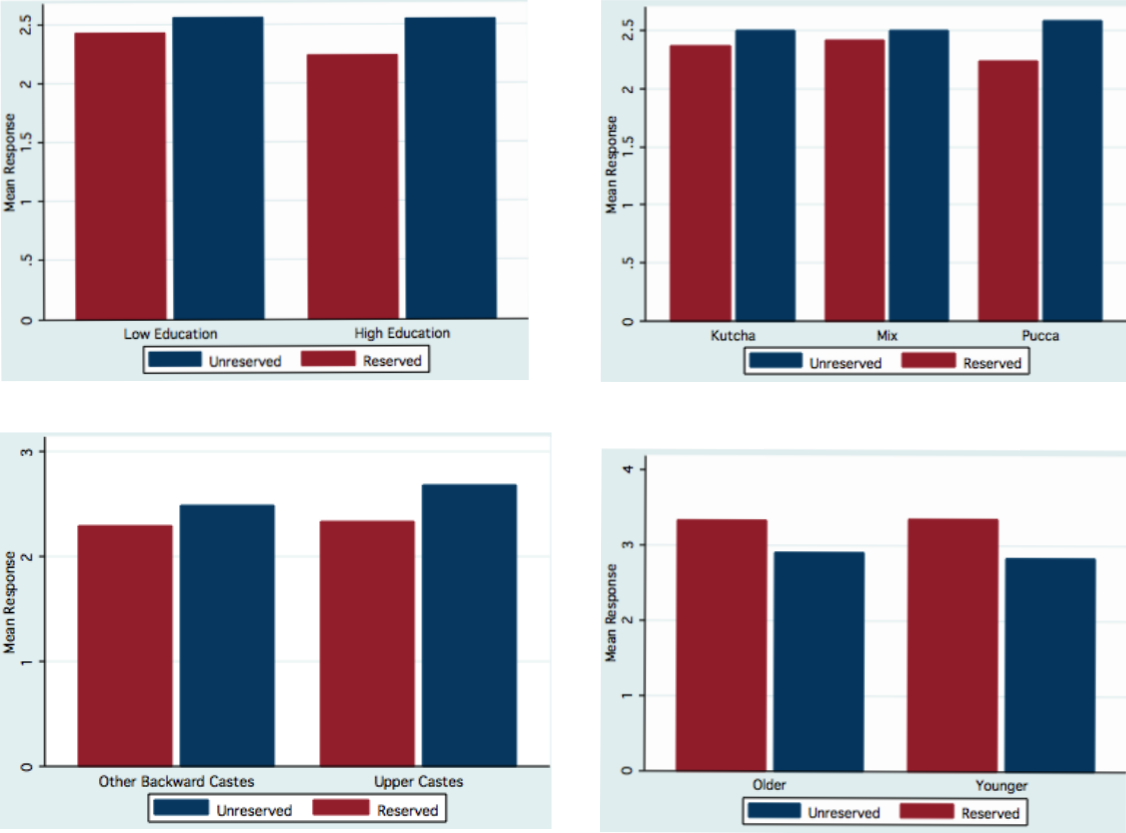 Mean Response
2.5
2
1.5
1
.5
0
Low Education High Education
Unreserved Reserved
Mean Response
2.5
2
1.5
1
.5
0
Kutcha Mix Pucca
Unreserved Reserved
Mean Response
3
2
1
0
Other Backward Castes Upper Castes
Unreserved Reserved
Mean Response
4
3
2
1
0
Older Younger
Unreserved Reserved